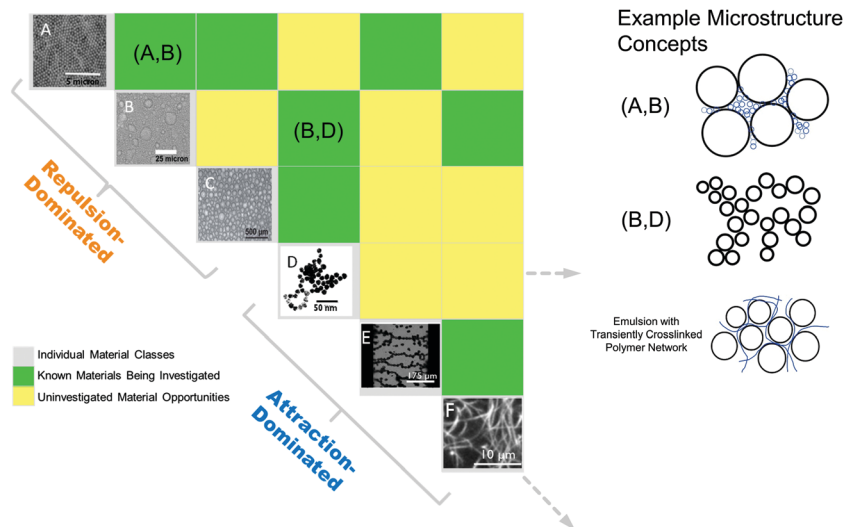 A
5 micron
(A,B)
B
25 micron
(B,D)
C
500 µm
D
50 nm
E
175 µm
F
10 µm
Repulsion-
Dominated
Attraction-
Dominated
Individual Material Classes
Known Materials Being Investigated
Uninvestigated Material Opportunities
Example Microstructure
Concepts
(A,B)
(B,D)
Emulsion with
Transiently Crosslinked
Polymer Network